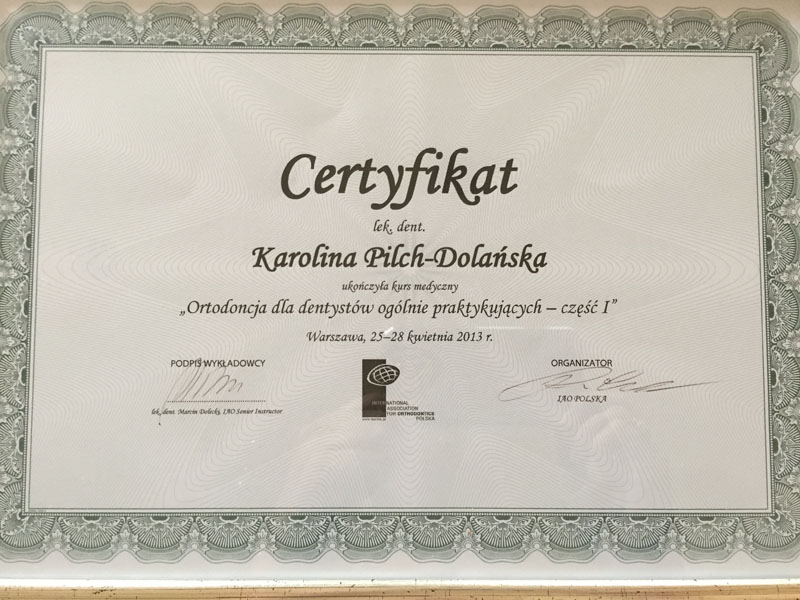 Certyfikat
lek. dent.
Karolina Pilch-Dolańska
ukończyła kurs medyczny
„Ortodoncja dla dentystów ogólnie praktykujących – część I”
Warszawa, 25–28 kwietnia 2013 r.
PODPIS WYKŁADOWCY
lek. dent. Marcin Dolecki, IAO Senior Instructor
INTERNATIONAL
ASSOCIATION
FOR ORTHODONTICS
POLSKA
ORGANIZATOR
IAO POLSKA